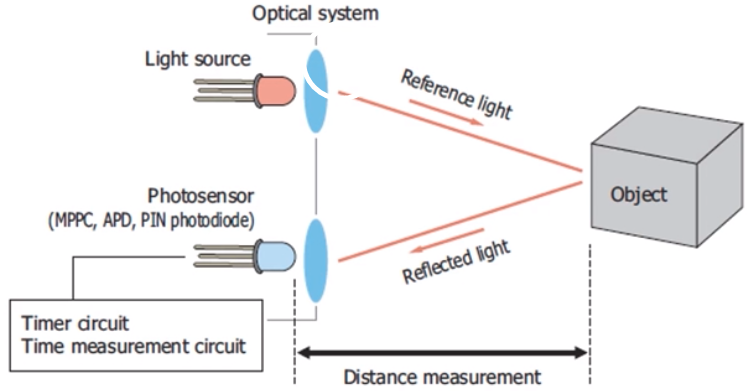 Optical system
Light source
Reference light
Photosensor
(MPPC, APD, PIN photodiode)
Object
Reflected light
Timer circuit
Time measurement circuit
Distance measurement